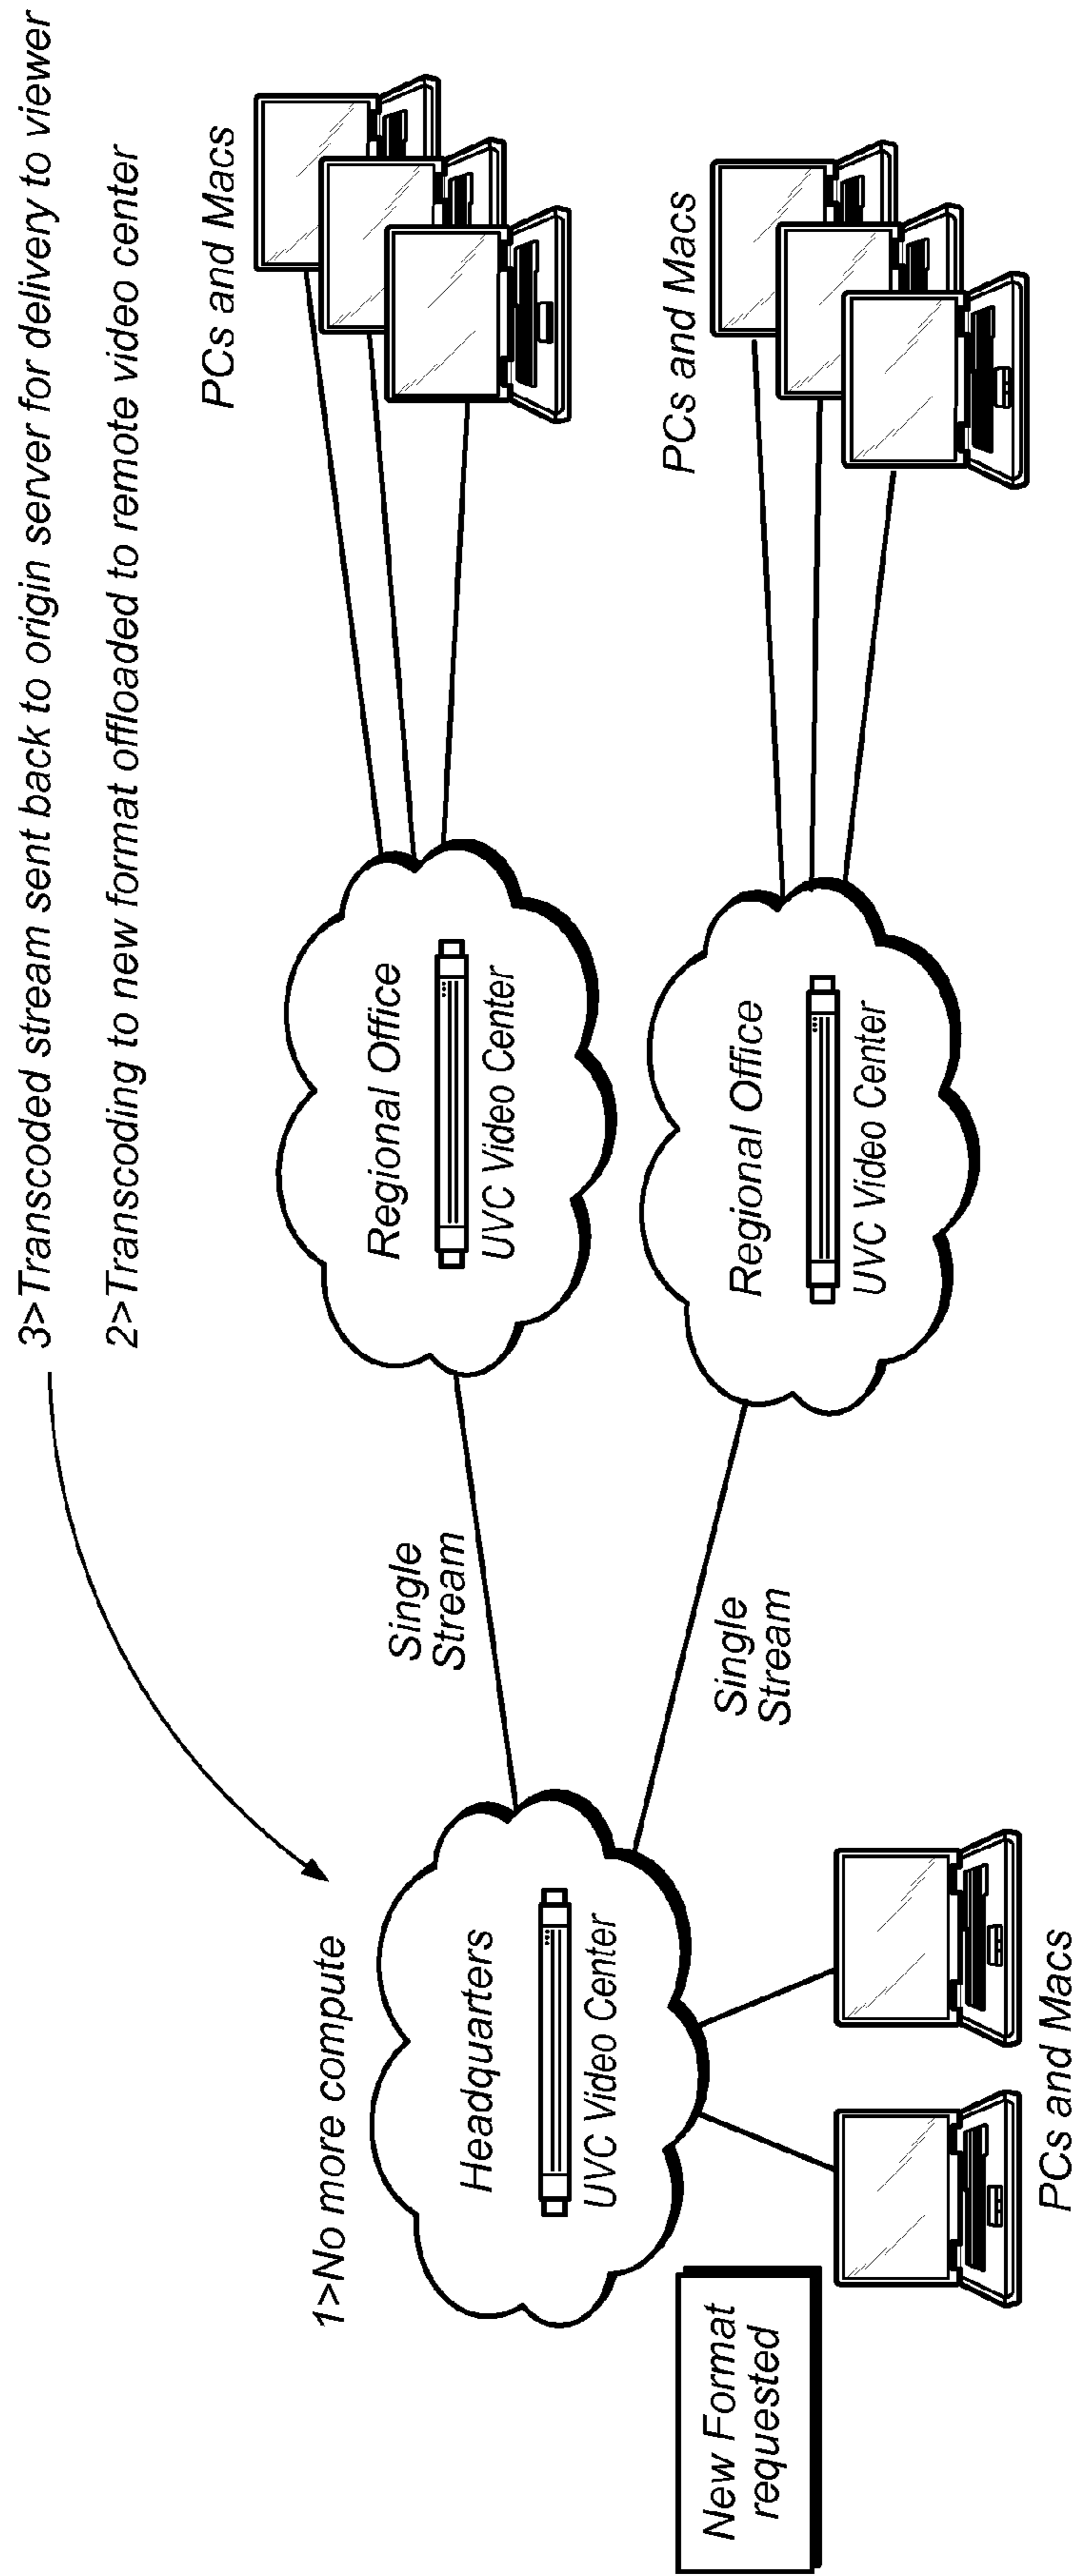 3>Transcoded stream sent back to origin server for delivery to viewer
2>Transcoding to new format offloaded to remote video center
PCs and Macs
Regional Office
UVC Video Center
Single
Stream
1>No more compute
Headquarters
UVC Video Center
Single
Stream
Regional Office
UVC Video Center
PCs and Macs
New Format
requested
PCs and Macs